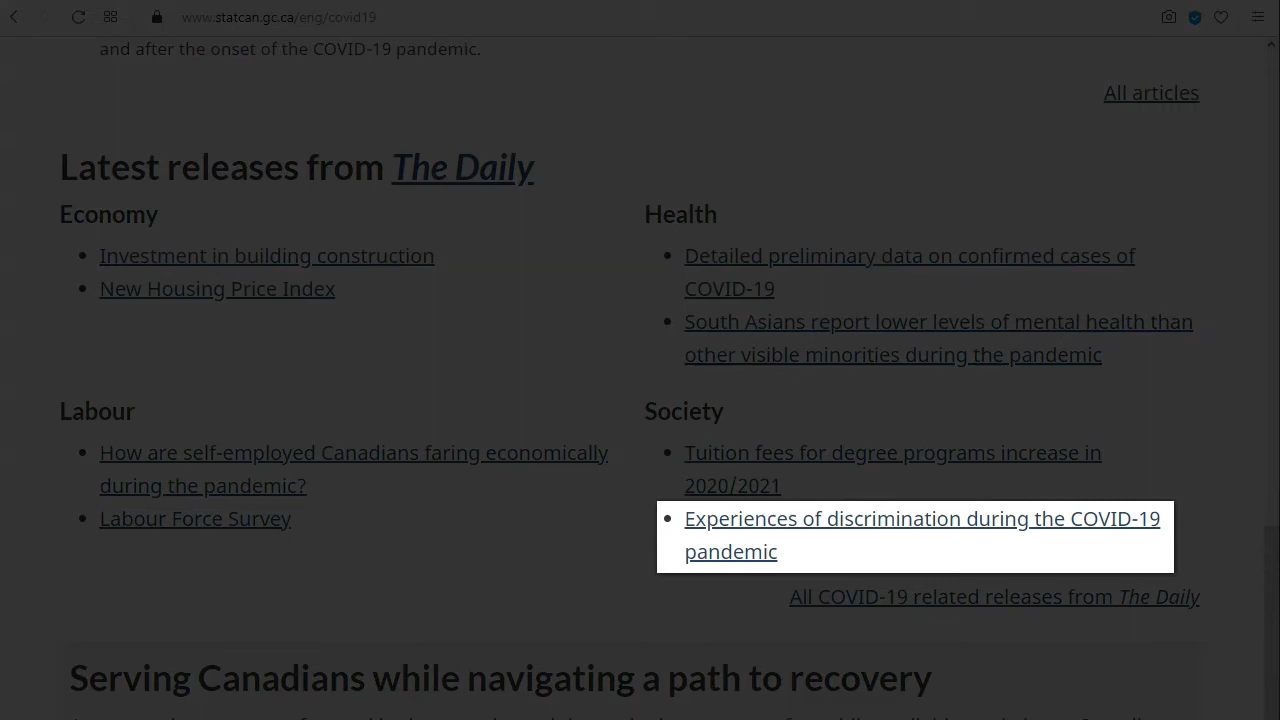 www.statcan.gc.ca/eng/covid19
and after the onset of the COVID-19 pandemic.
All articles
Latest releases from The Daily
Economy
Investment in building construction
New Housing Price Index
Health
Detailed preliminary data on confirmed cases of
COVID-19
South Asians report lower levels of mental health than
other visible minorities during the pandemic
Labour
How are self-employed Canadians faring economically
during the pandemic?
Labour Force Survey
Society
Tuition fees for degree programs increase in
2020/2021
Experiences of discrimination during the COVID-19
pandemic
All COVID-19 related releases from The Daily
Serving Canadians while navigating a path to recovery